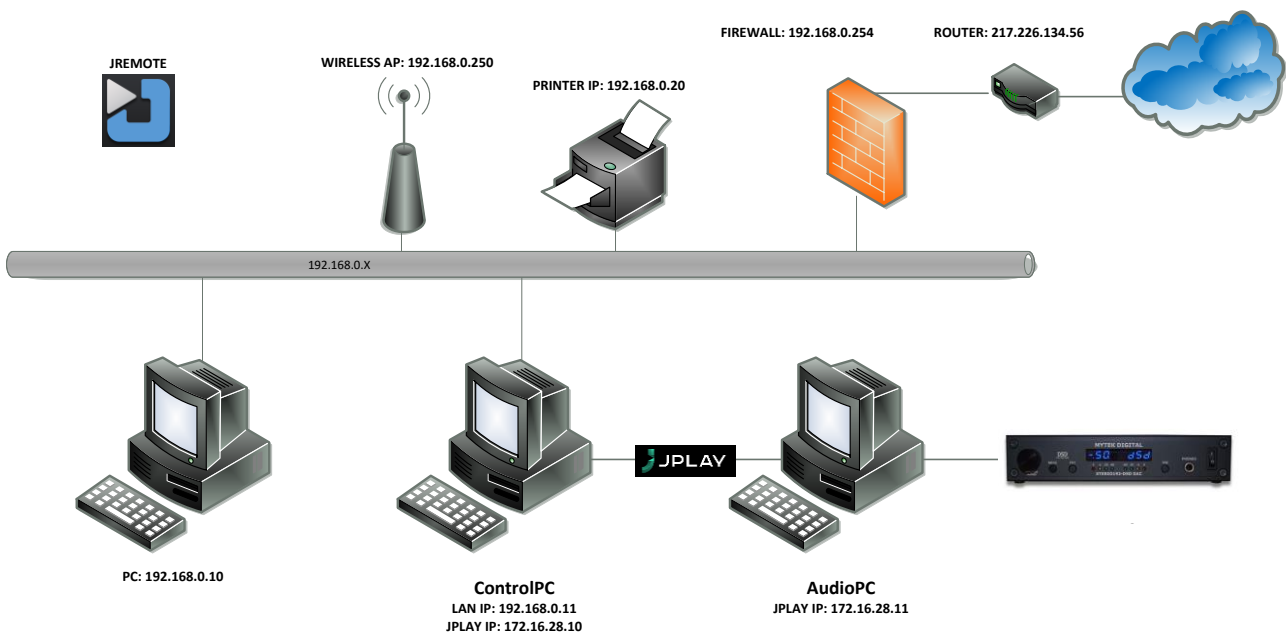 FIREWALL: 192.168.0.254
ROUTER: 217.226.134.56
JREMOTE
WIRELESS AP: 192.168.0.250
PRINTER IP: 192.168.0.20
192.168.0.X
JPLAY
MYTEK DIGITAL
-50 dSd
PC: 192.168.0.10
ControlPC
LAN IP: 192.168.0.11
JPLAY IP: 172.16.28.10
AudioPC
JPLAY IP: 172.16.28.11